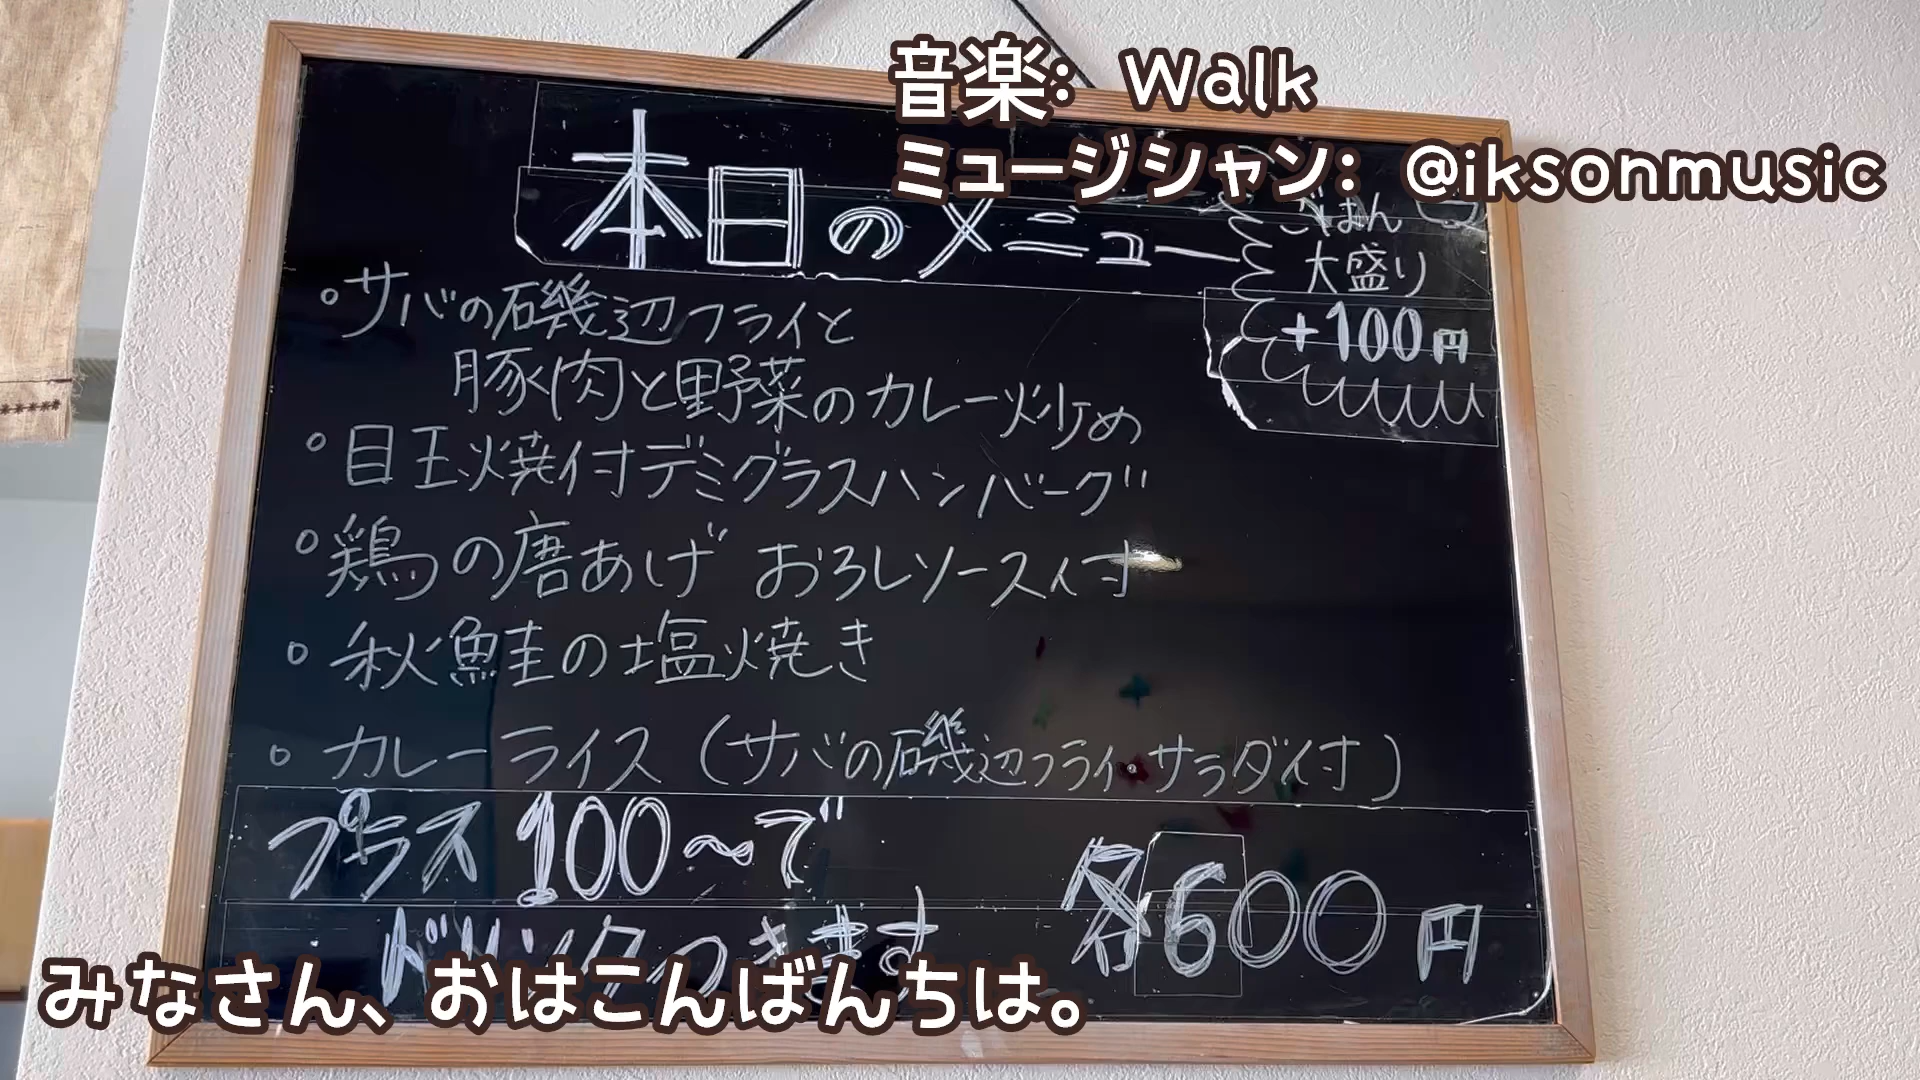 音楽: Walk
ミュージシャン: @iksonmusic
本日のメニュー
ごはん
大盛り
+100円
。サバの磯辺フライと
豚肉と野菜のカレー炒め
。目玉焼付デミグラスハンバーグ
。鶏の唐あげ おろしソース付
。秋鮭の塩焼き
。カレーライス (サバの磯辺フライ・サラダ付)
プラス100〜で
ドリンクつきます
各600円
みなさん、おはこんばんちは。